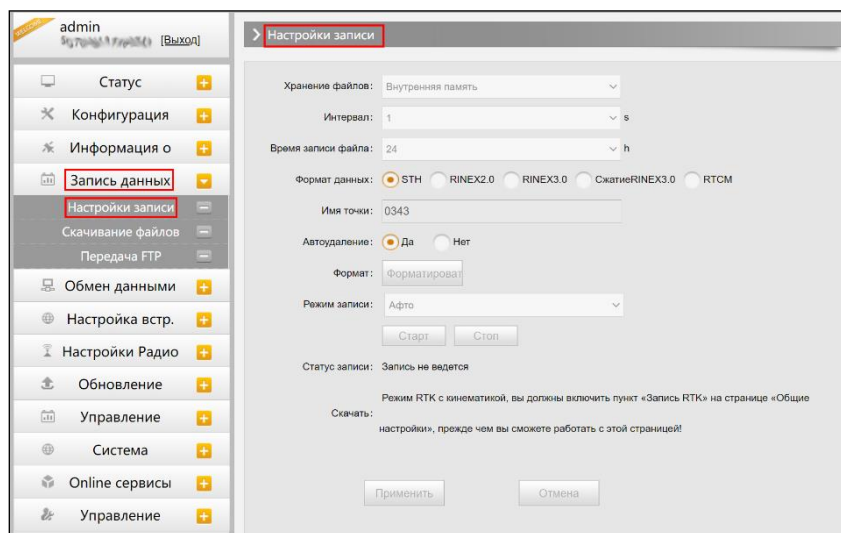 WELCOME
admin
[Выход]
Статус
Конфигурация
Информация о
Запись данных
Настройки записи
Скачивание файлов
Передача FTP
Обмен данными
Настройка встр.
Настройки Радио
Обновление
Управление
Система
Online сервисы
Управление
Настройки записи
Хранение файлов: Внутренняя память
Интервал: 1 s
Время записи файла: 24 h
Формат данных: STH RINEX2.0 RINEX3.0 СжатиеRINEX3.0 RTCM
Имя точки: 0343
Автоудаление: Да Нет
Формат: Форматироват
Режим записи: Афто
Старт Стоп
Статус записи: Запись не ведется
Скачать: Режим RTK с кинематикой, вы должны включить пункт «Запись RTK» на странице «Общие
настройки», прежде чем вы сможете работать с этой страницей!
Применить Отмена